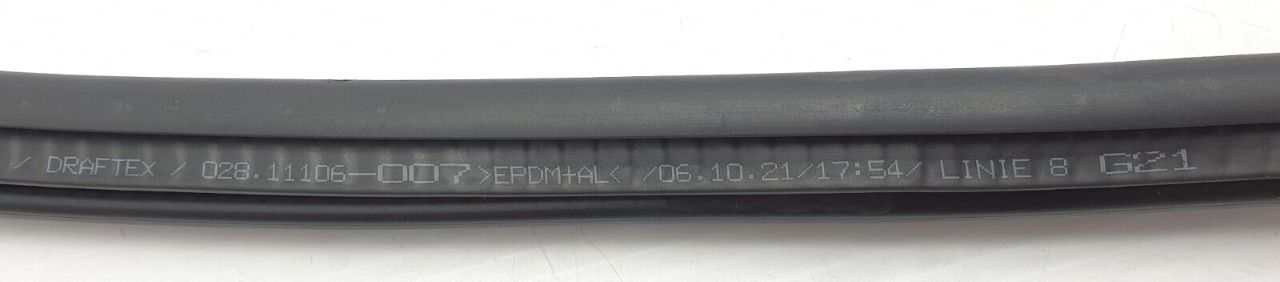 / DRAFTEX / 028.11106-007 >EPDM+AL< /06.10.21/17:54/ LINIE 8 G21